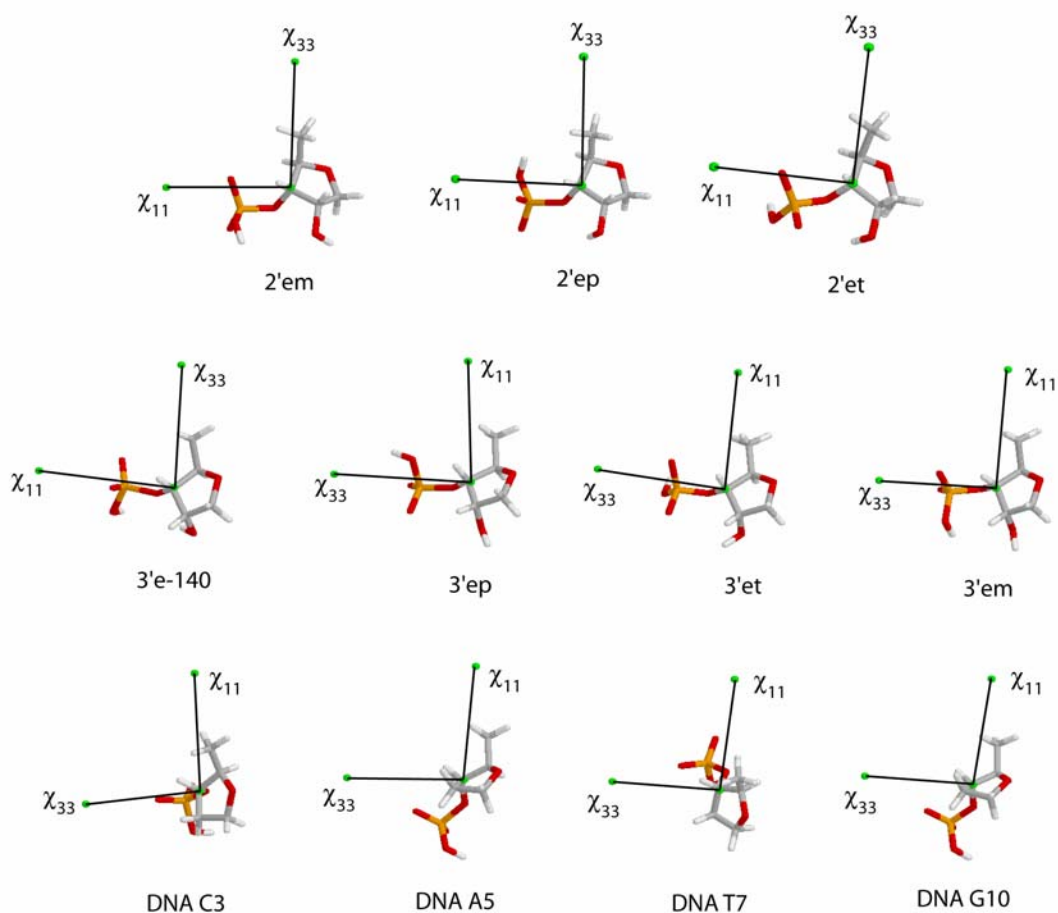 χ33 χ33 χ33
χ11 χ11 χ11
2'em 2'ep 2'et
χ33 χ11 χ11 χ11
χ11 χ33 χ33 χ33
3'e-140 3'ep 3'et 3'em
χ11 χ11 χ11 χ11
χ33 χ33 χ33 χ33
DNA C3 DNA A5 DNA T7 DNA G10